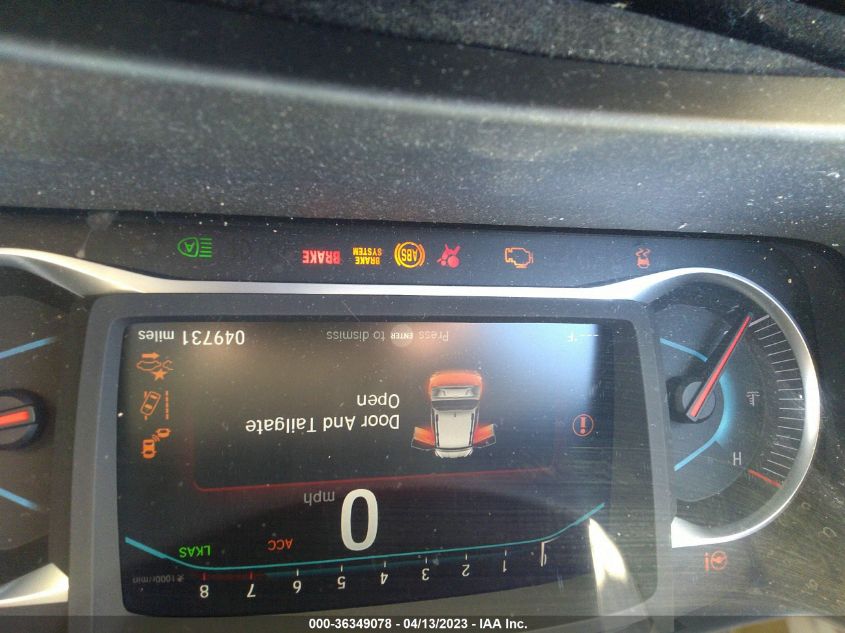 8 7 6 5 4 3 2 1
x1000r/min
LKAS
ACC
0
mph
Door And Tailgate
Open
Press ENTER to dismiss
049731 miles
°F
H
BRAKE
BRAKE
SYSTEM
ABS
A
000-36349078 - 04/13/2023 - IAA Inc.